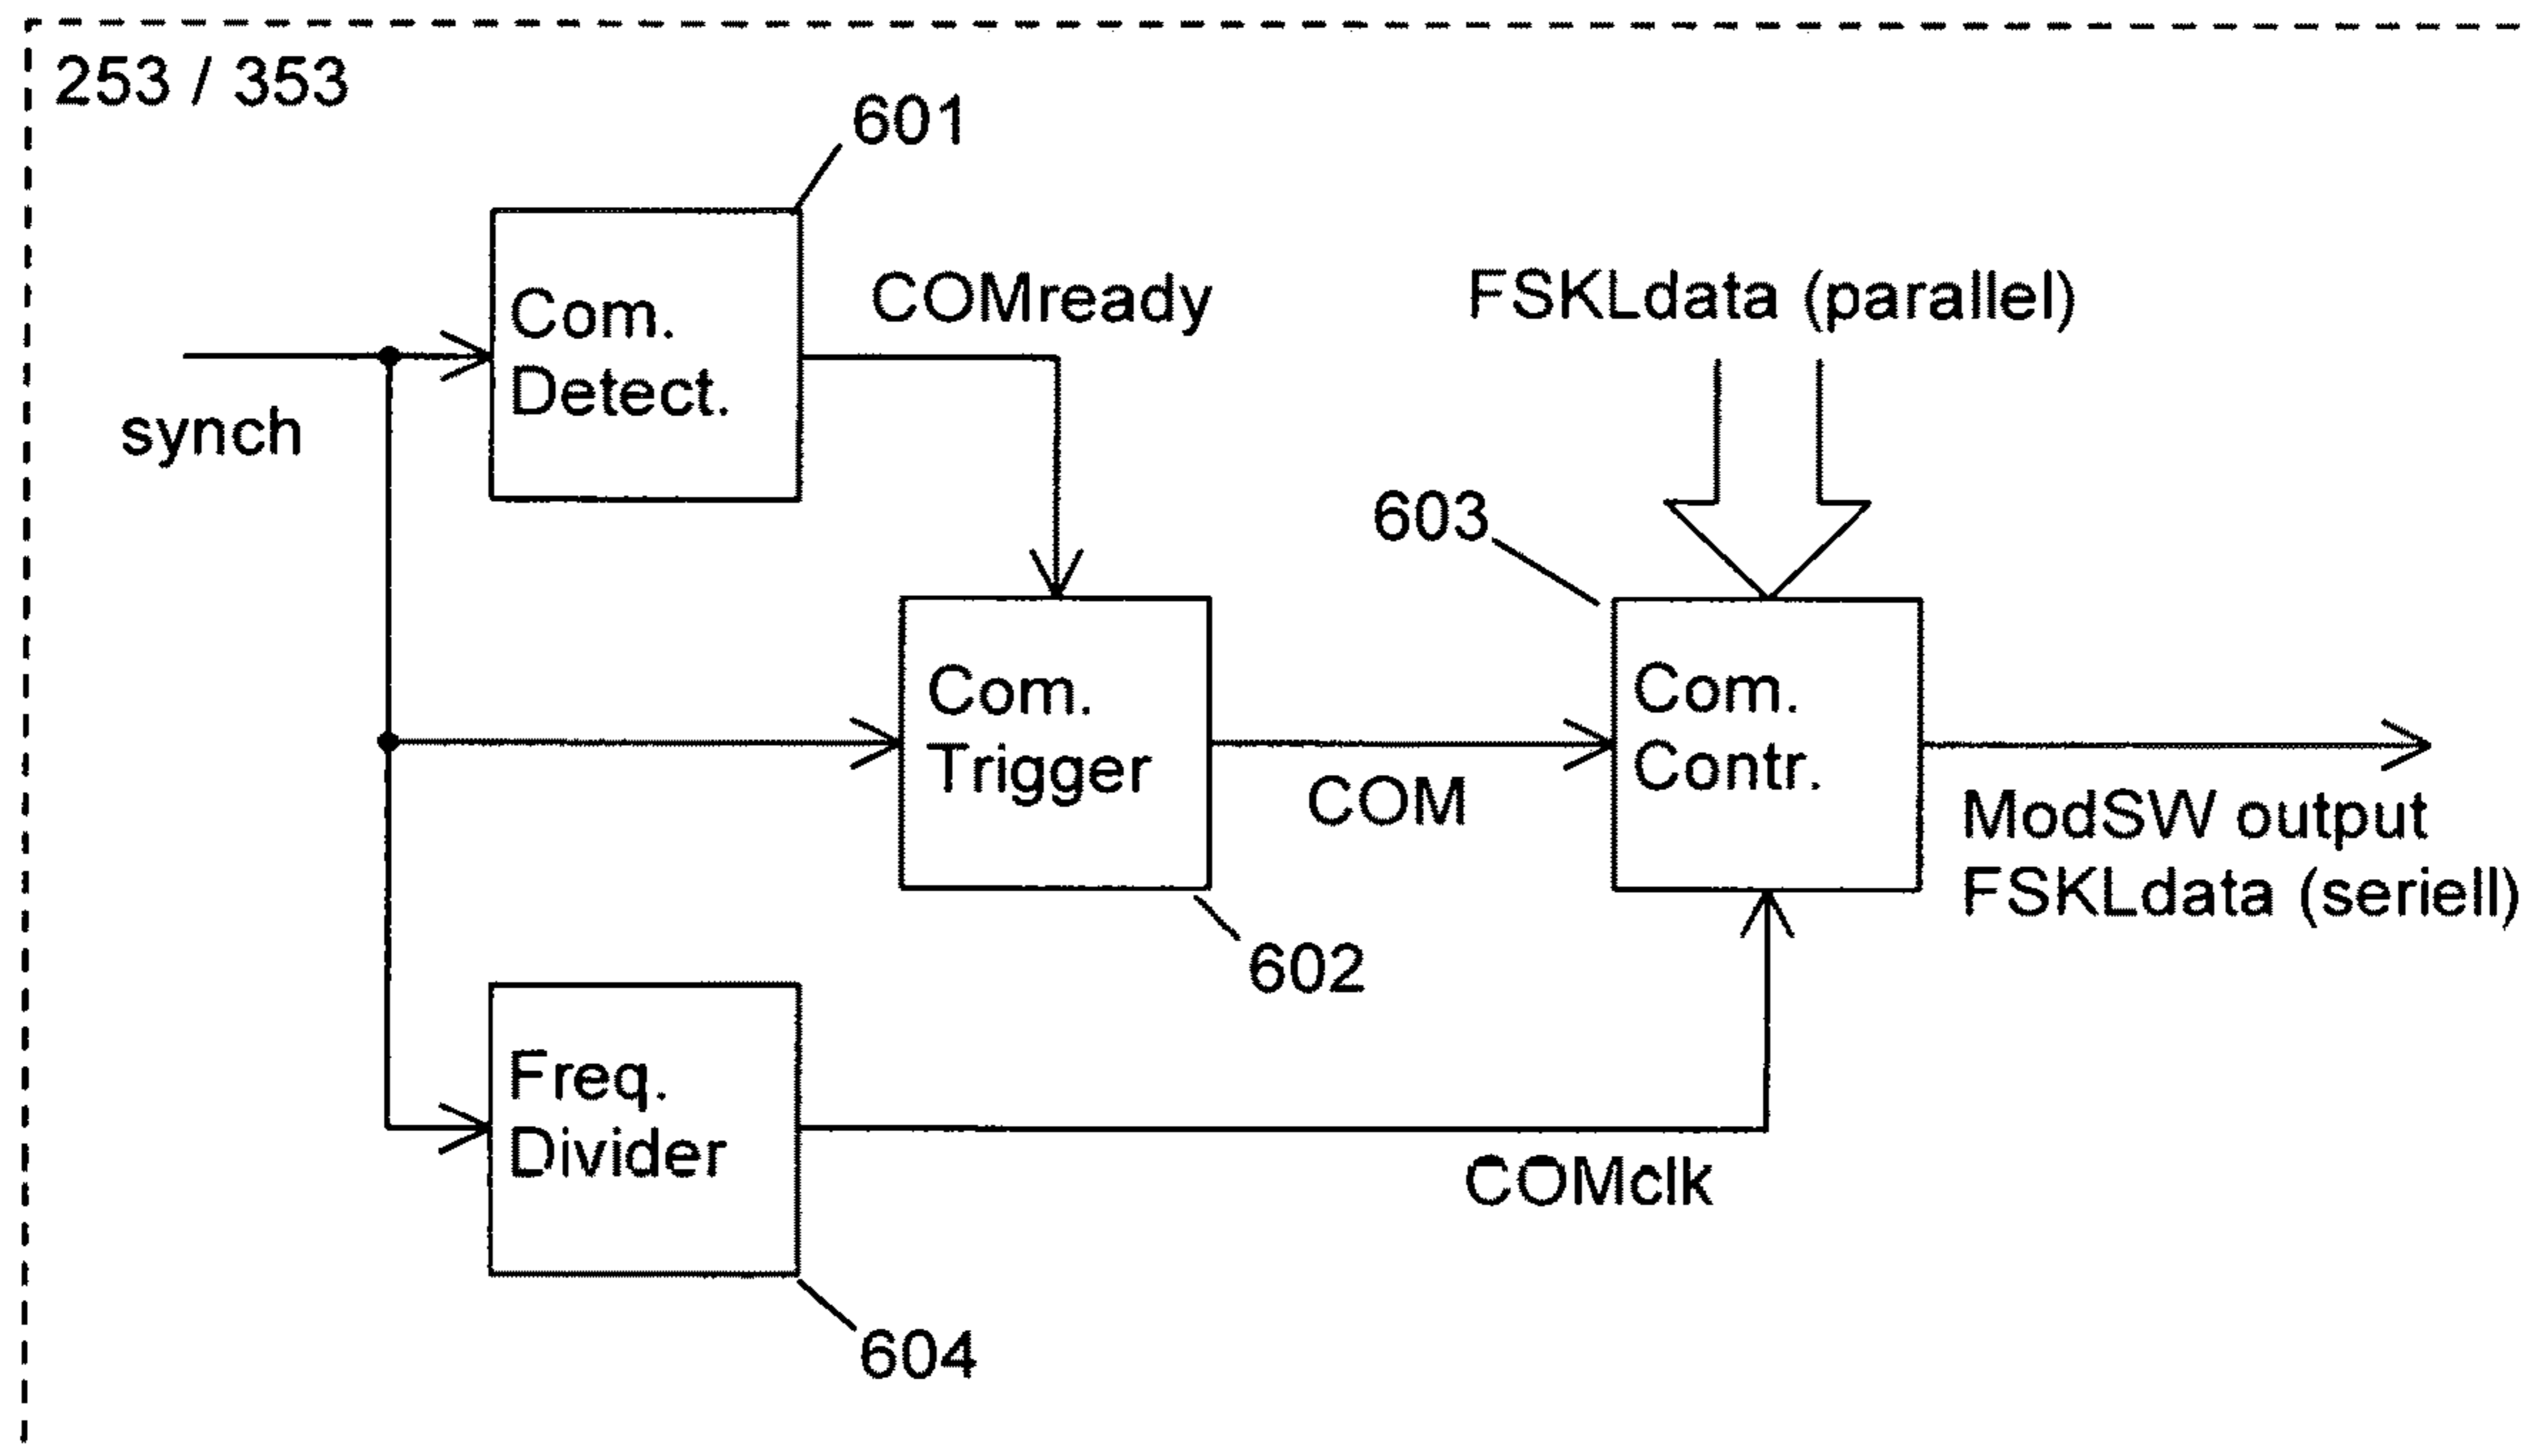 253 / 353
601
Com.
Detect.
COMready
FSKLdata (parallel)
synch
603
Com.
Trigger
COM
Com.
Contr.
ModSW output
FSKLdata (seriell)
602
Freq.
Divider
COMclk
604